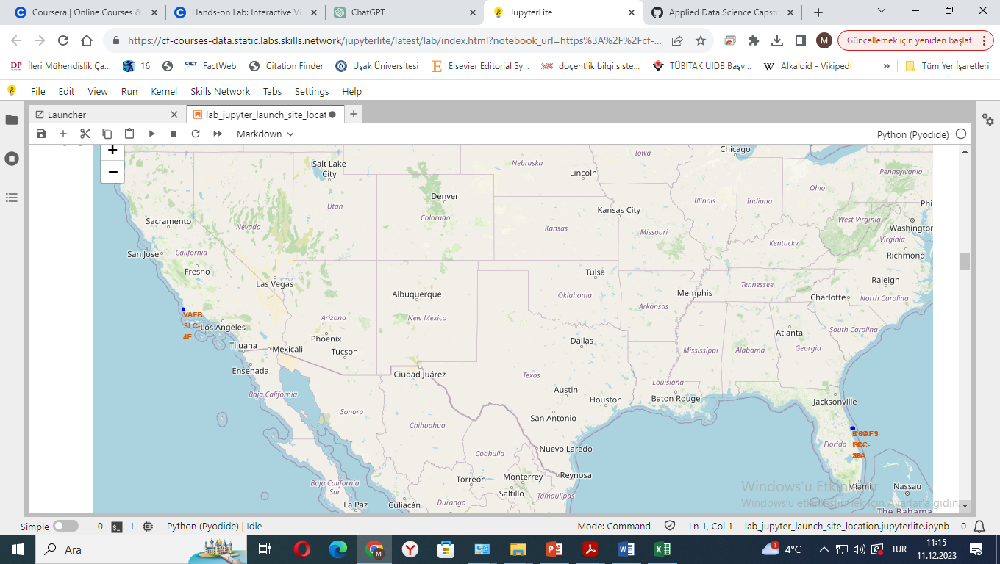 Coursera | Online Courses &
Hands-on Lab: Interactive Vi
ChatGPT
JupyterLite
Applied Data Science Capsto
https://cf-courses-data.static.labs.skills.network/jupyterlite/latest/lab/index.html?notebook_url=https%3A%2F%2Fcf-...
M
Güncellemek için yeniden başlat
DP İleri Mühendislik Ça...
16
FactWeb
Citation Finder
Uşak Üniversitesi
Elsevier Editorial Sy...
doçentlik bilgi siste...
TÜBİTAK UIDB Başv...
W Alkaloid - Vikipedi
»
Tüm Yer İşaretleri
File Edit View Run Kernel Skills Network Tabs Settings Help
Launcher
lab_jupyter_launch_site_locat
Markdown
Python (Pyodide)
+
−
Chicago
Iowa
Salt Lake
City
Nebraska
Lincoln
Pennsylvania
Ohio
Denver
Illinois
Indiana
Phi
Utah
Kansas City
Colorado
West Virginia
Sacramento
Nevada
Kansas
Missouri
Washington
Kentucky
Virginia
San Jose
California
Richmond
Fresno
Tulsa
Las Vegas
Raleigh
Tennessee
Albuquerque
Oklahoma
Memphis
Charlotte
North Carolina
Arkansas
VAFB
SLC-
4E
Los Angeles
Arizona
New Mexico
South Carolina
Atlanta
Phoenix
Dallas
Tijuana
Mexicali
Tucson
Mississippi
Alabama
Georgia
Ensenada
Ciudad Juárez
Texas
Louisiana
Austin
Baja California
Houston
Baton Rouge
Jacksonville
Sonora
San Antonio
Chihuahua
Florida
Nuevo Laredo
Coahuila
Reynosa
Torreón
Monterrey
Baja California
Sur
Saltillo
Tamaulipas
Miami
Nassau
Durango
La Paz
Culiacán
The Bahama
Windows'u Etkinleştir
Windows'u etkinleştirmek için Ayarlar'a gidin.
Simple
0
1
Python (Pyodide) | Idle
Mode: Command
Ln 1, Col 1
lab_jupyter_launch_site_location.jupyterlite.ipynb
0
Ara
1
4°C
TUR
11:15
11.12.2023